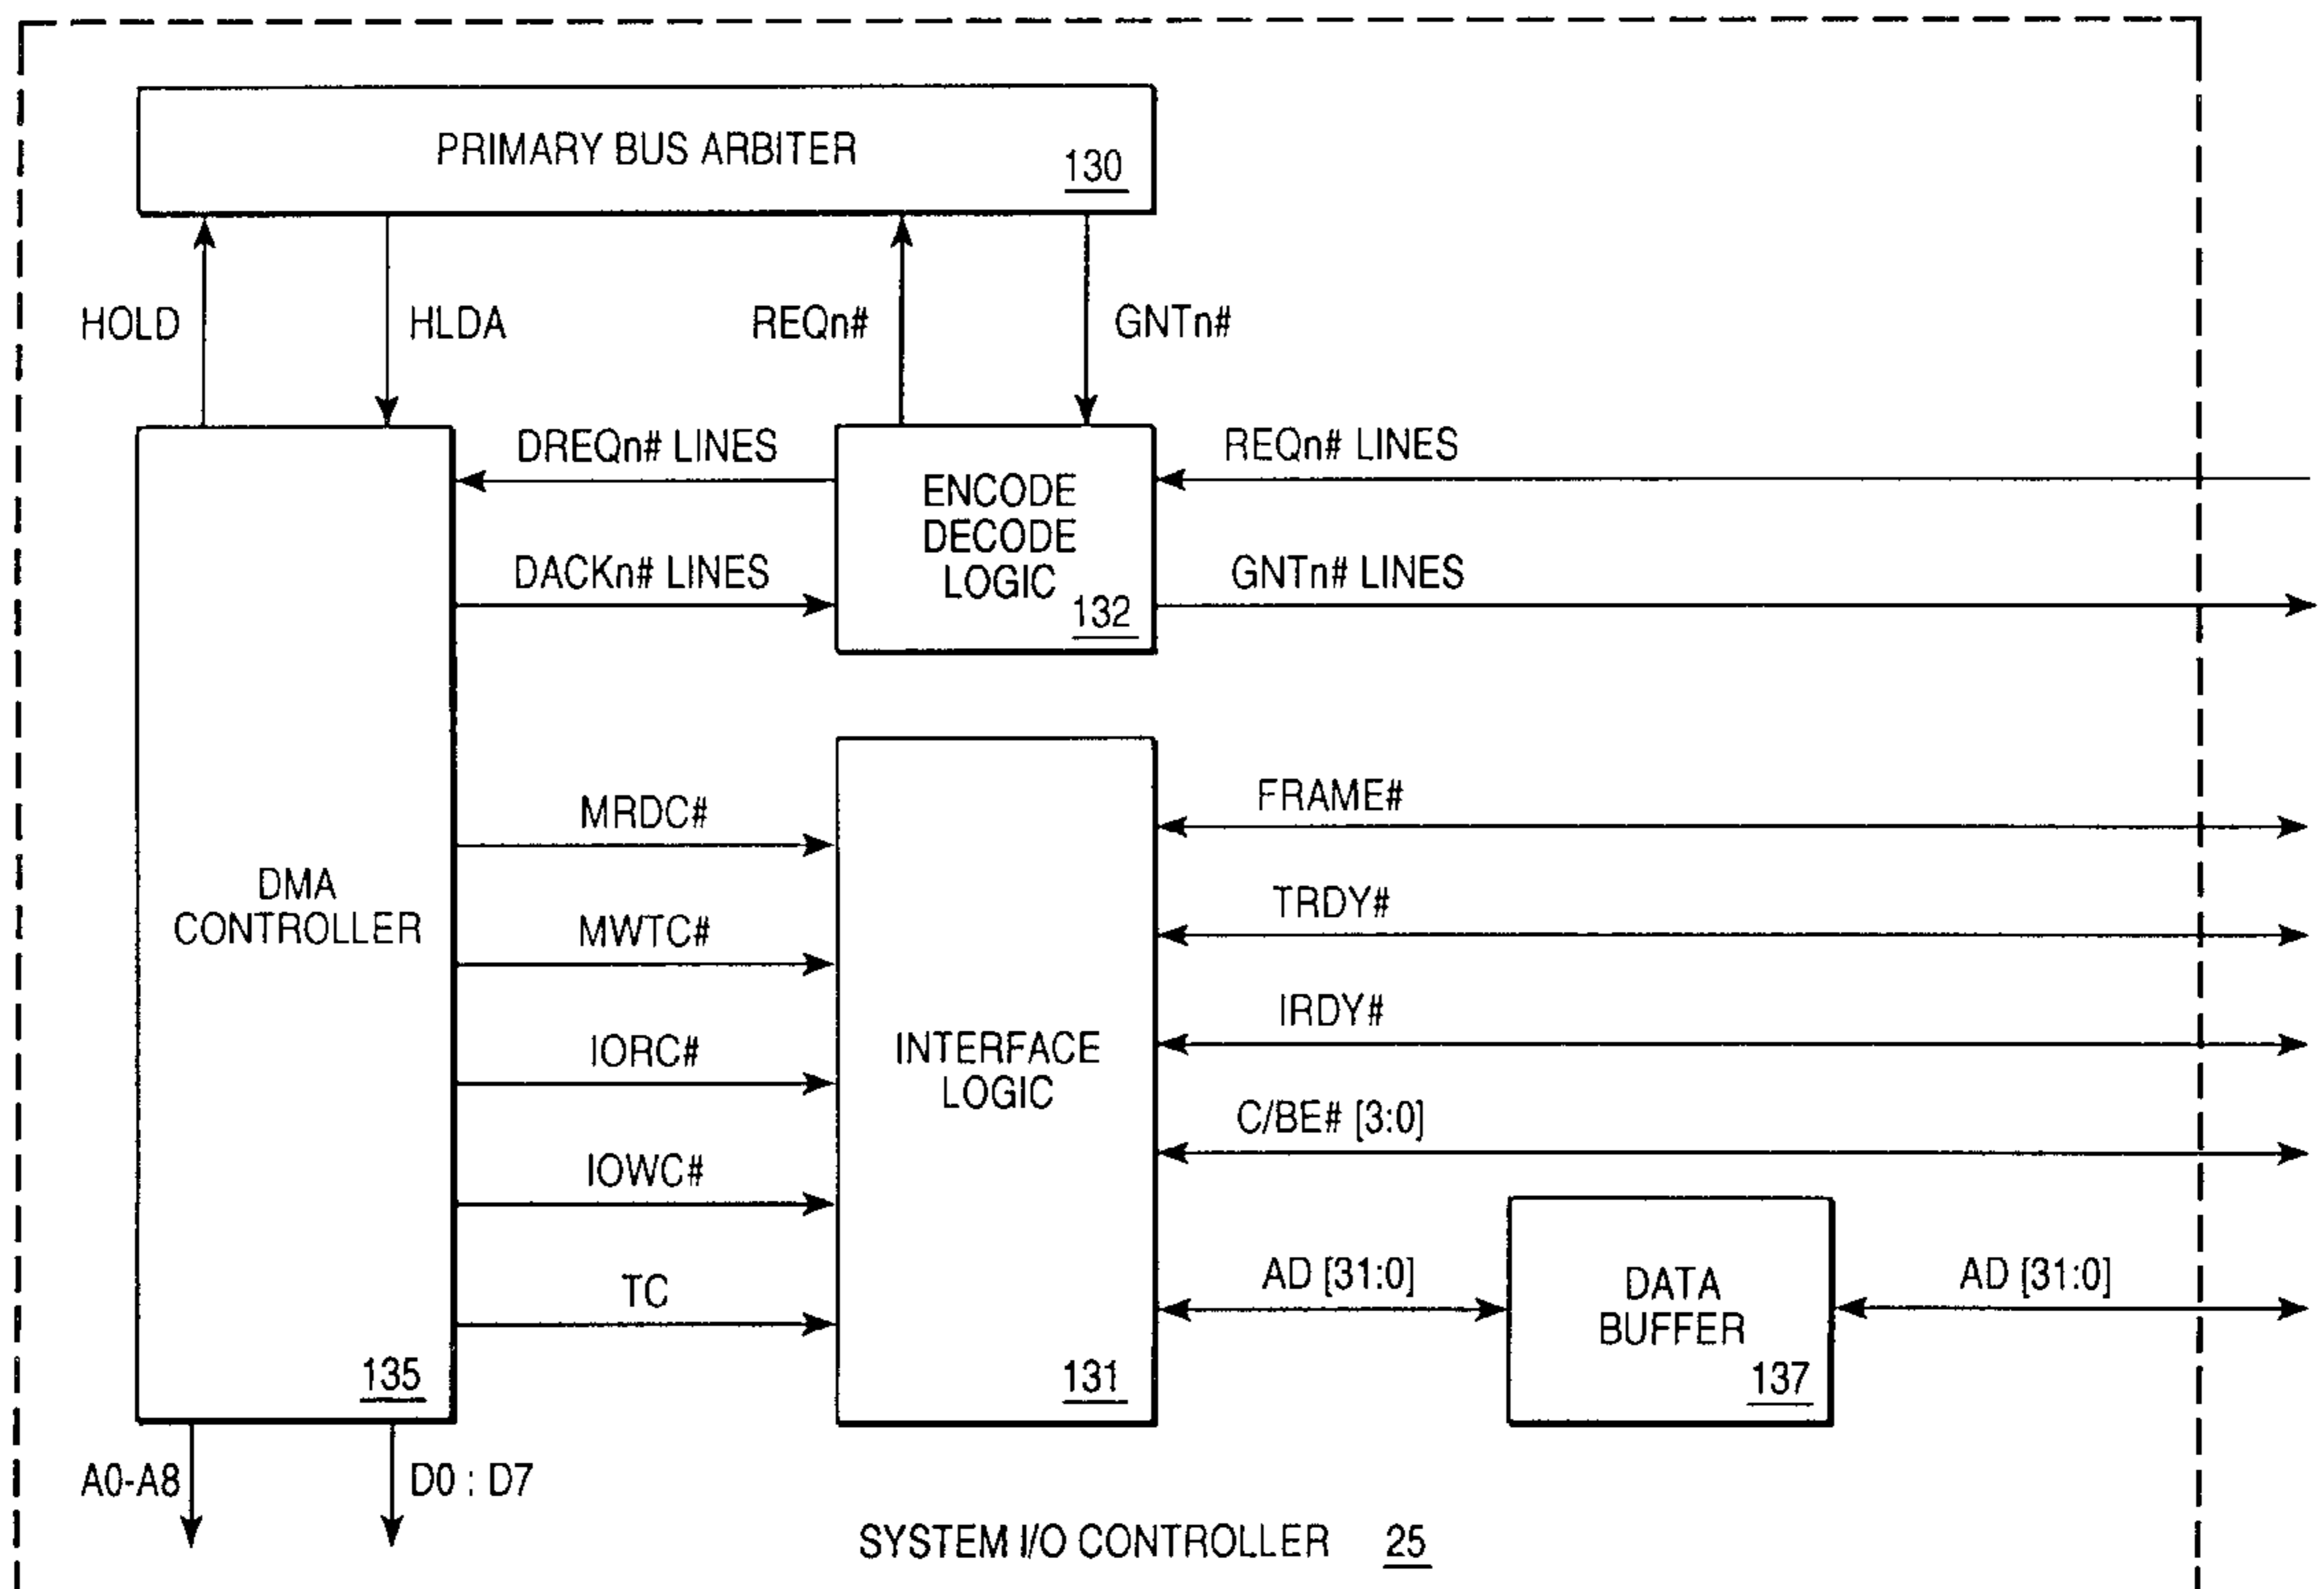 PRIMARY BUS ARBITER
130
HOLD
HLDA
REQn#
GNTn#
DREQn# LINES
ENCODE
DECODE
LOGIC
132
REQn# LINES
DACKn# LINES
GNTn# LINES
DMA
CONTROLLER
135
MRDC#
MWTC#
IORC#
IOWC#
TC
INTERFACE
LOGIC
131
FRAME#
TRDY#
IRDY#
C/BE# [3:0]
AD [31:0]
DATA
BUFFER
137
AD [31:0]
A0-A8
D0 : D7
SYSTEM I/O CONTROLLER 25